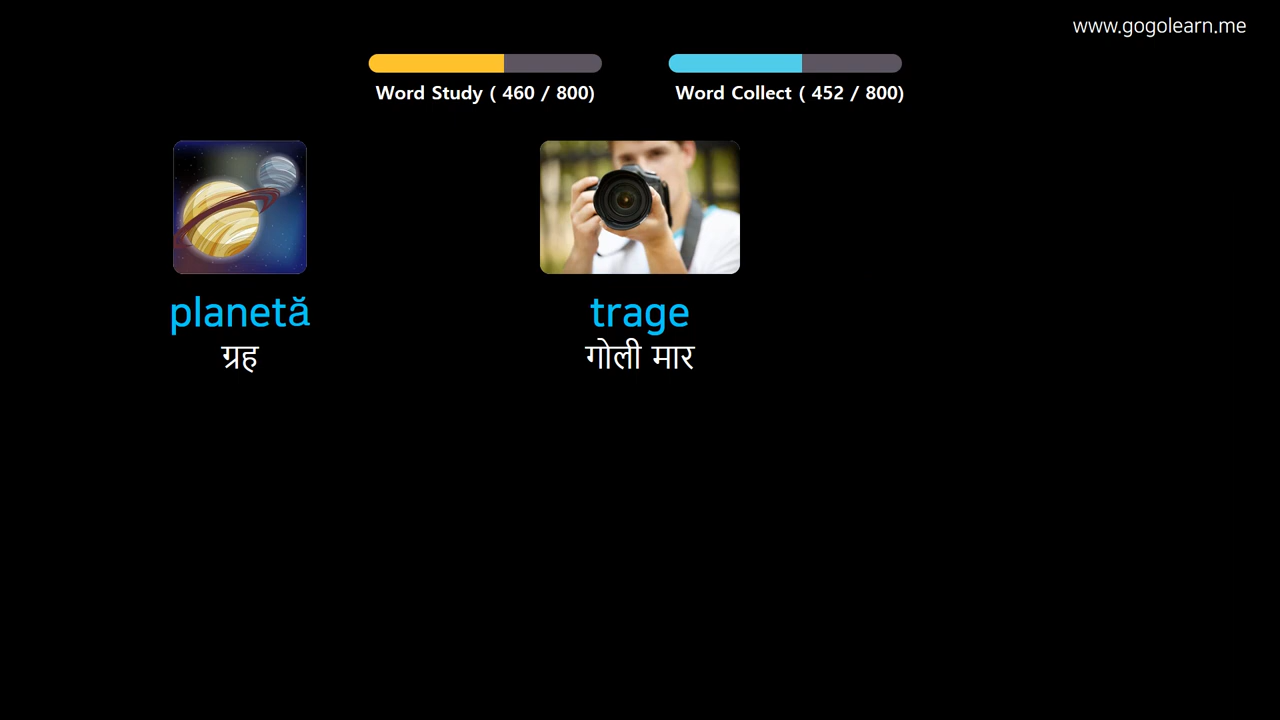 www.gogolearn.me
Word Study ( 460 / 800)
Word Collect ( 452 / 800)
planetă
ग्रह
trage
गोली मार